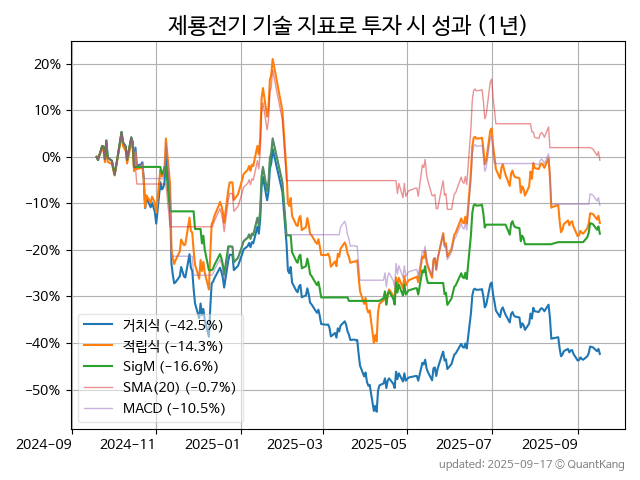 제룡전기 기술 지표로 투자 시 성과 (1년)
20%
10%
0%
−10%
−20%
−30%
−40%
−50%
거치식 (−42.5%)
적립식 (−14.3%)
SigM (−16.6%)
SMA(20) (−0.7%)
MACD (−10.5%)
2024-09 2024-11 2025-01 2025-03 2025-05 2025-07 2025-09
updated: 2025-09-17 © QuantKang